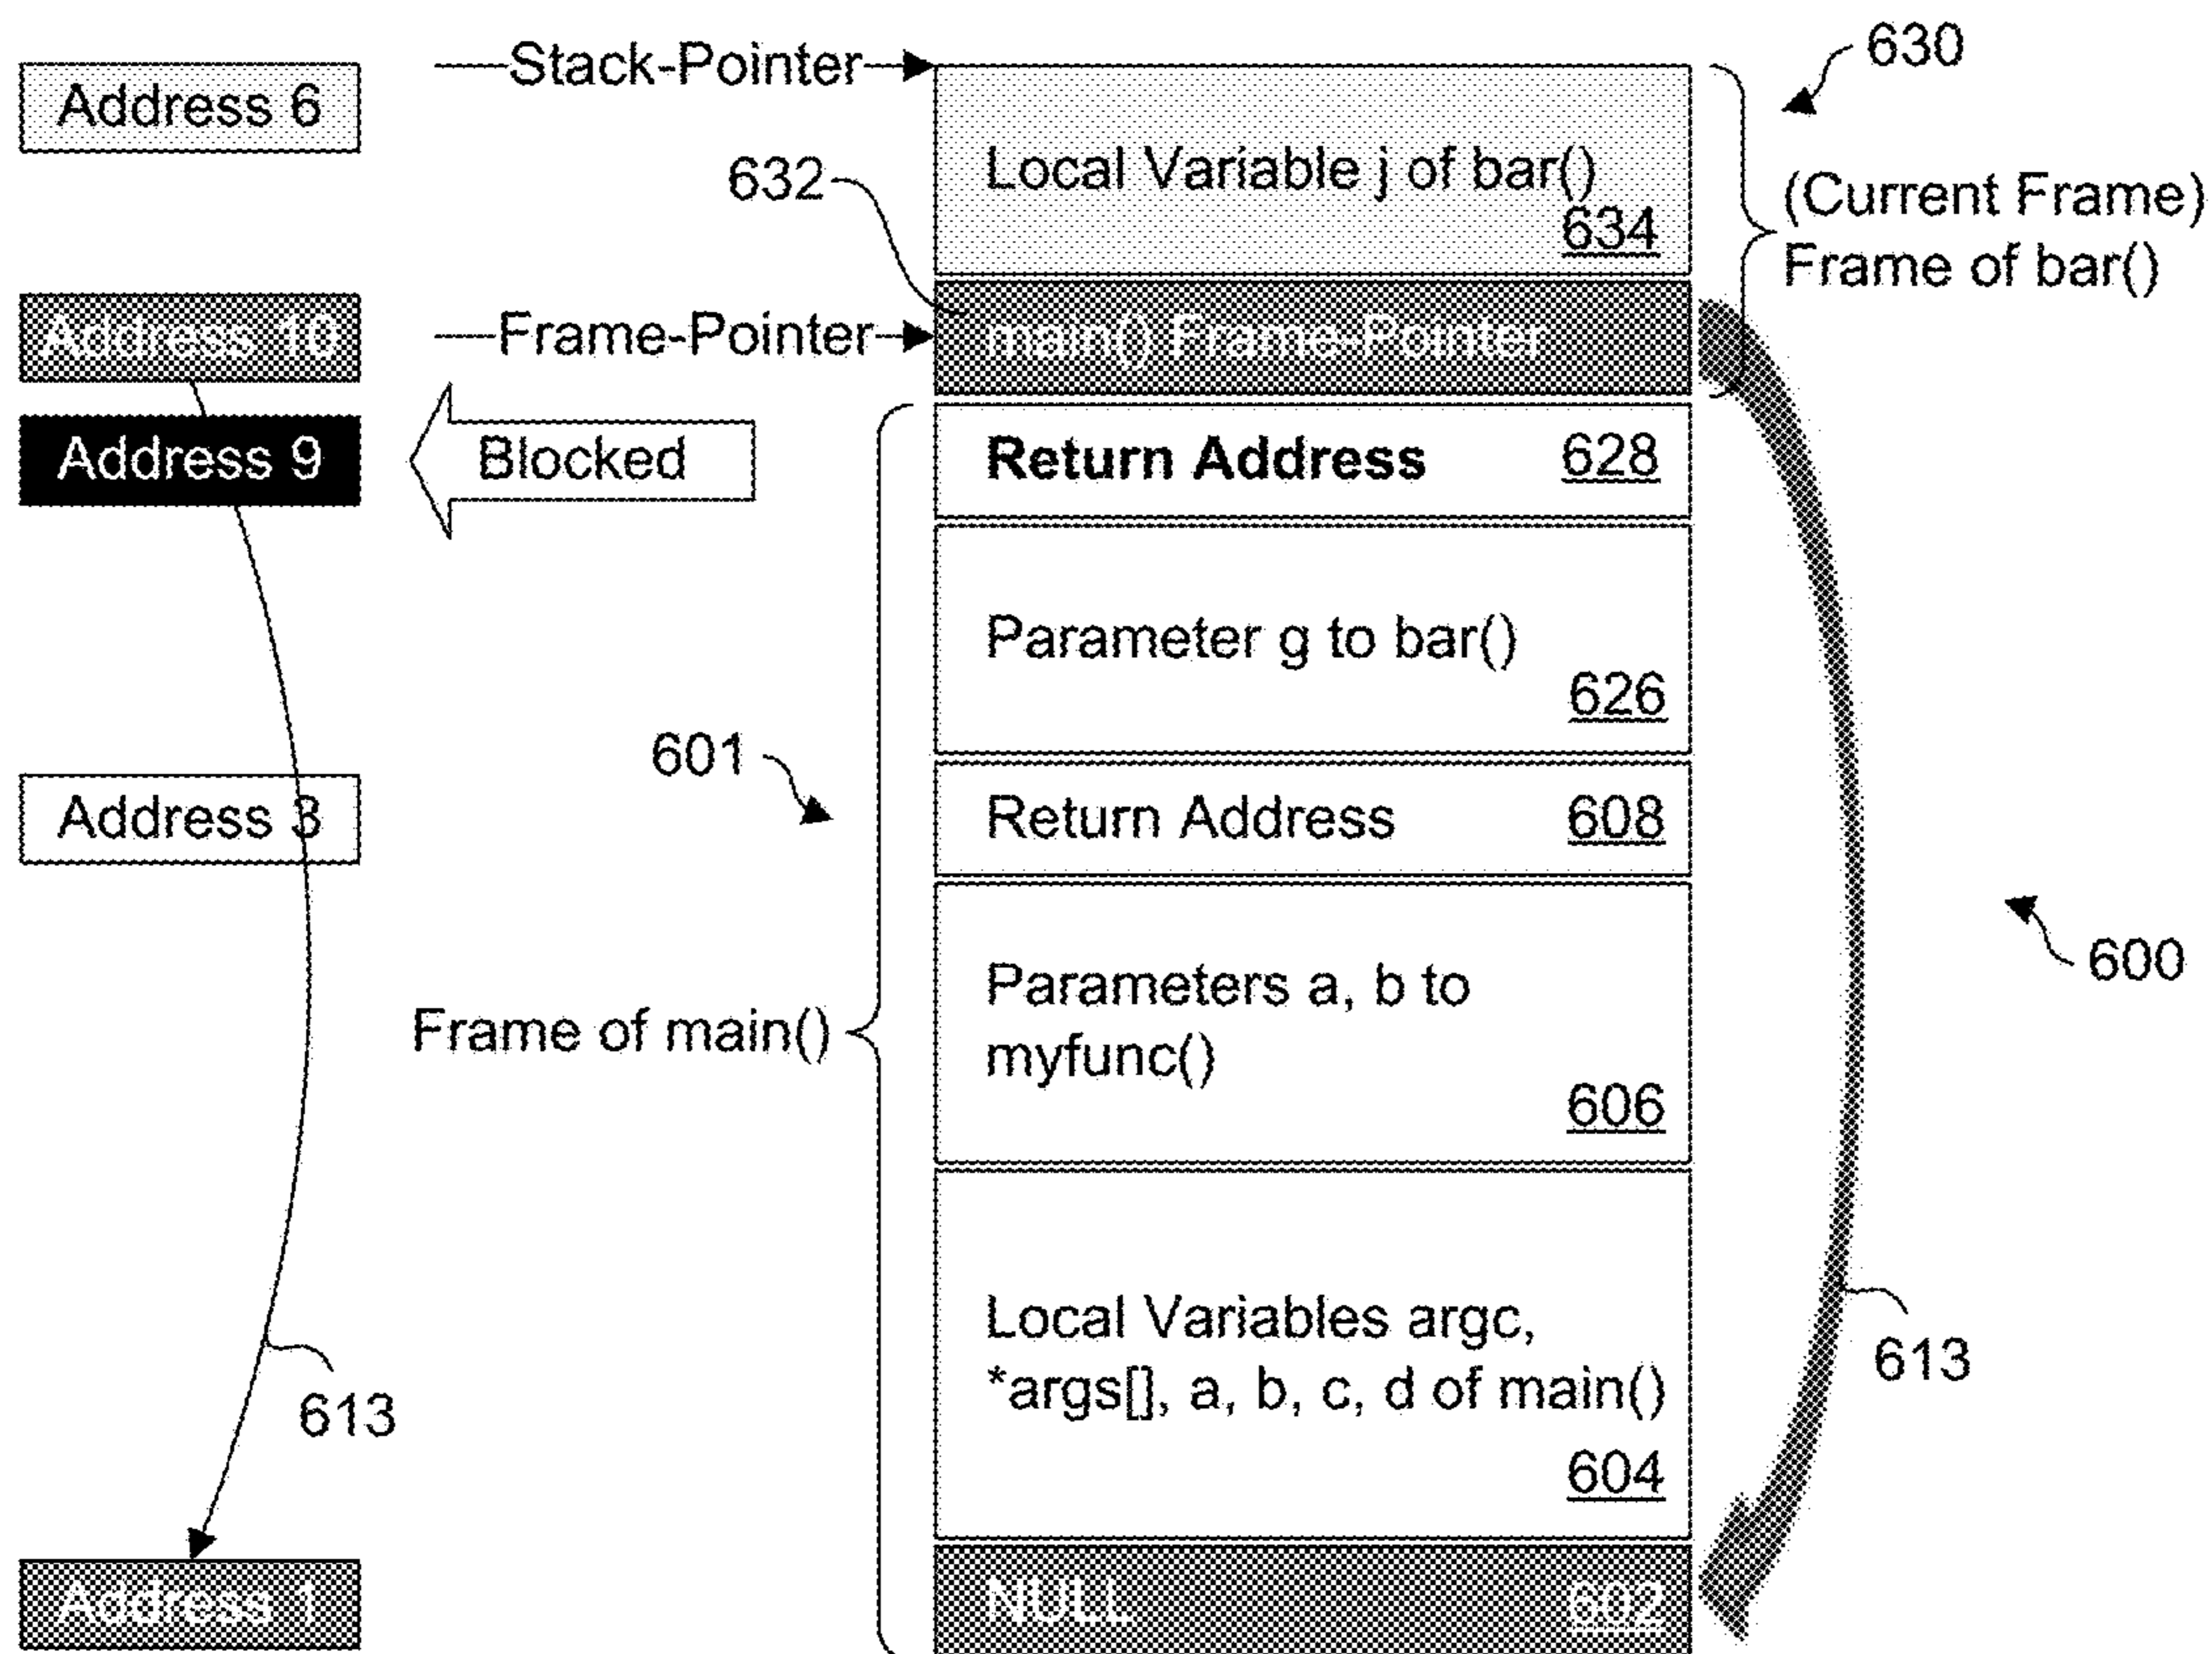 Address 6
Stack-Pointer
630
632
Local Variable j of bar()
634
(Current Frame)
Frame of bar()
Address 10
Frame-Pointer
main() Frame-Pointer
Address 9
Blocked
Return Address 628
Parameter g to bar()
626
601
Address 3
Return Address 608
600
Parameters a, b to
myfunc()
606
Frame of main()
Local Variables argc,
*args[], a, b, c, d of main()
604
613
613
Address 1
NULL 602